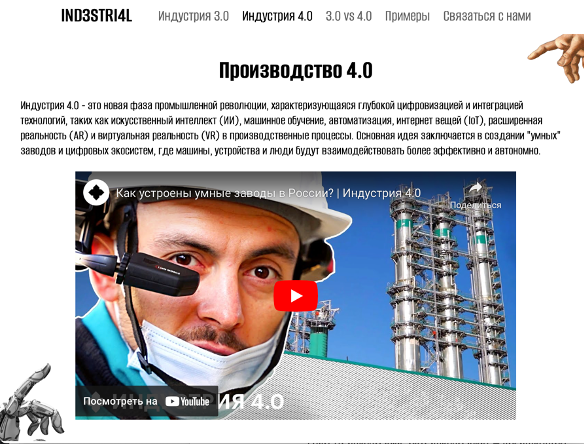 IND3STRI4L
Индустрия 3.0
Индустрия 4.0
3.0 vs 4.0
Примеры
Связаться с нами
Производство 4.0
Индустрия 4.0 - это новая фаза промышленной революции, характеризующаяся глубокой цифровизацией и интеграцией
технологий, таких как искусственный интеллект (ИИ), машинное обучение, автоматизация, интернет вещей (IoT), расширенная
реальность (AR) и виртуальная реальность (VR) в производственные процессы. Основная идея заключается в создании "умных"
заводов и цифровых экосистем, где машины, устройства и люди будут взаимодействовать более эффективно и автономно.
Как устроены умные заводы в России? | Индустрия 4.0
Поделиться
Посмотреть на YouTube
ИНДУСТРИЯ 4.0